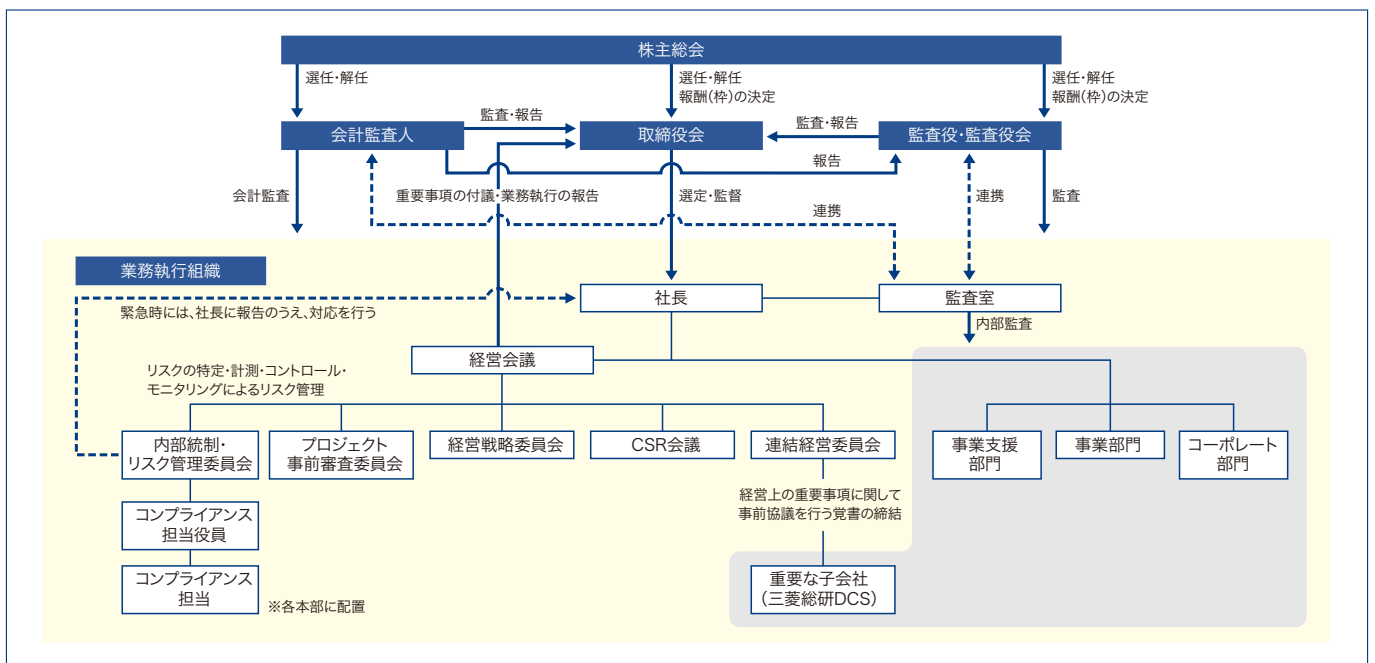 株主総会
選任・解任
選任・解任
報酬(枠)の決定
選任・解任
報酬(枠)の決定
会計監査人
監査・報告
取締役会
監査・報告
監査役・監査役会
報告
会計監査
重要事項の付議・業務執行の報告
選定・監督
連携
連携
監査
業務執行組織
社長
監査室
緊急時には、社長に報告のうえ、対応を行う
内部監査
経営会議
リスクの特定・計測・コントロール・
モニタリングによるリスク管理
内部統制・
リスク管理委員会
プロジェクト
事前審査委員会
経営戦略委員会
CSR会議
連結経営委員会
事業支援
部門
事業部門
コーポレート
部門
経営上の重要事項に関して
事前協議を行う覚書の締結
コンプライアンス
担当役員
コンプライアンス
担当
※各本部に配置
重要な子会社
(三菱総研DCS)